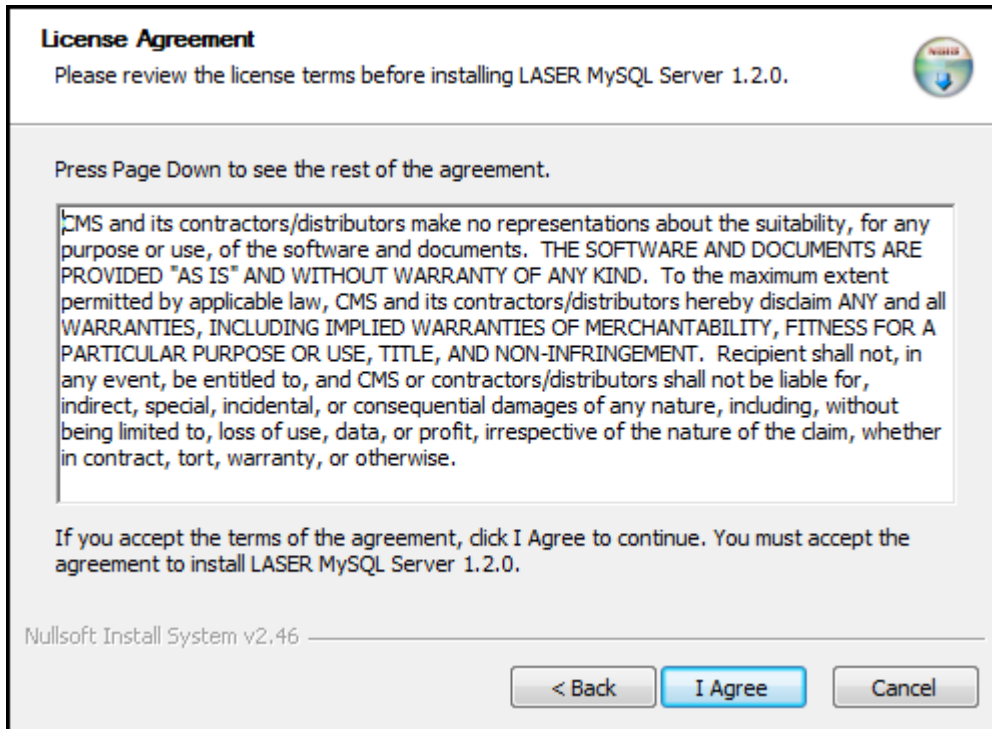 License Agreement
Please review the license terms before installing LASER MySQL Server 1.2.0.
NSIS
Press Page Down to see the rest of the agreement.
CMS and its contractors/distributors make no representations about the suitability, for any
purpose or use, of the software and documents.  THE SOFTWARE AND DOCUMENTS ARE
PROVIDED "AS IS" AND WITHOUT WARRANTY OF ANY KIND.  To the maximum extent
permitted by applicable law, CMS and its contractors/distributors hereby disclaim ANY and all
WARRANTIES, INCLUDING IMPLIED WARRANTIES OF MERCHANTABILITY, FITNESS FOR A
PARTICULAR PURPOSE OR USE, TITLE, AND NON-INFRINGEMENT.  Recipient shall not, in
any event, be entitled to, and CMS or contractors/distributors shall not be liable for,
indirect, special, incidental, or consequential damages of any nature, including, without
being limited to, loss of use, data, or profit, irrespective of the nature of the claim, whether
in contract, tort, warranty, or otherwise.
If you accept the terms of the agreement, click I Agree to continue. You must accept the
agreement to install LASER MySQL Server 1.2.0.
Nullsoft Install System v2.46
< Back
I Agree
Cancel